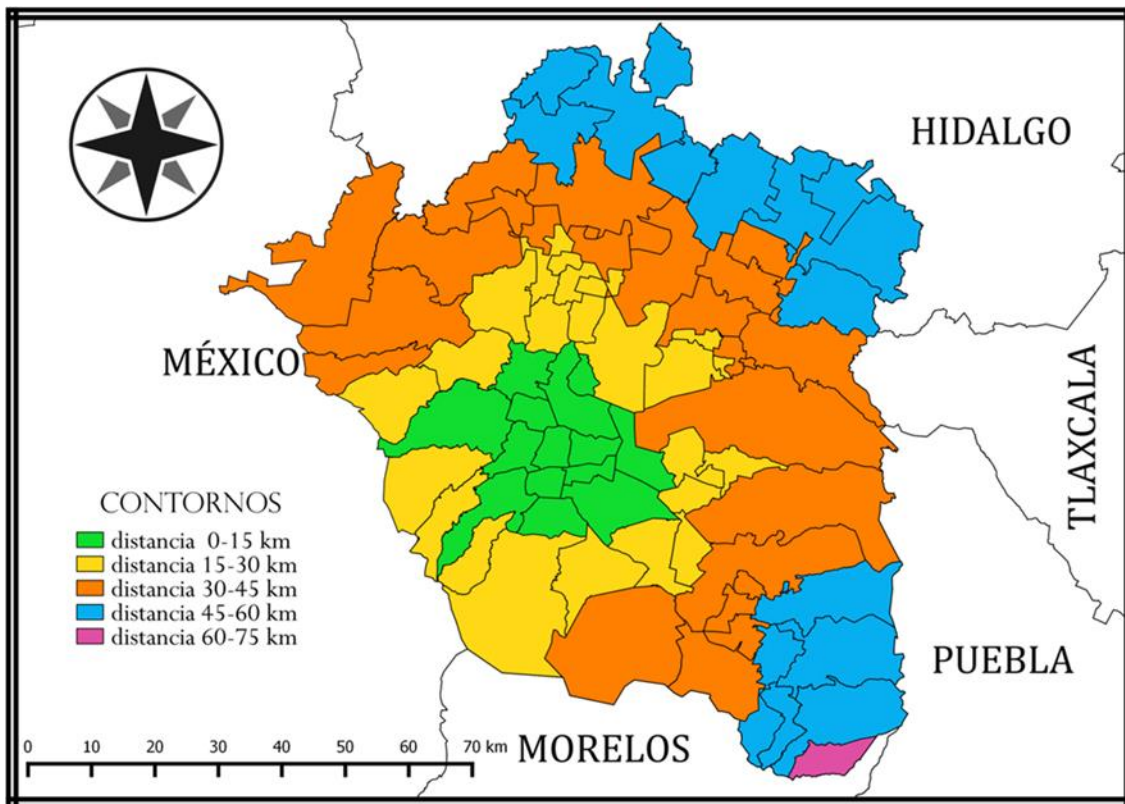 HIDALGO
MÉXICO
TLAXCALA
CONTORNOS
distancia 0-15 km
distancia 15-30 km
distancia 30-45 km
distancia 45-60 km
distancia 60-75 km
PUEBLA
MORELOS
0 10 20 30 40 50 60 70 km